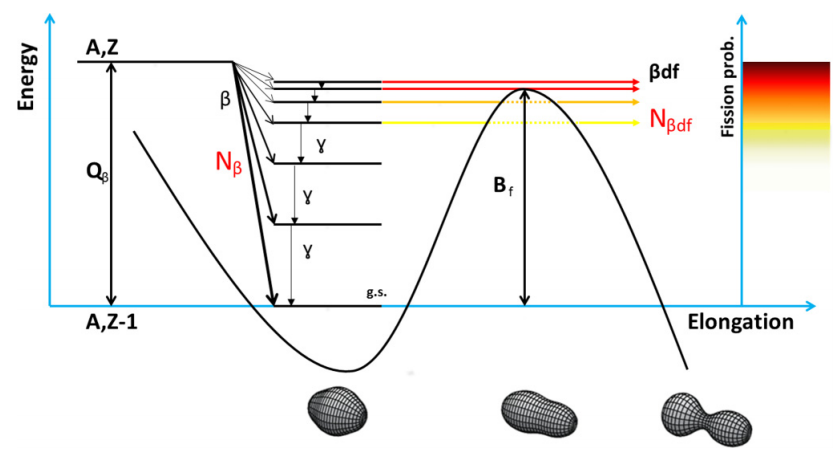 Energy
A,Z
β
Nβ
Qβ
γ
γ
γ
g.s.
A,Z-1
Bf
βdf
Nβdf
Fission prob.
Elongation